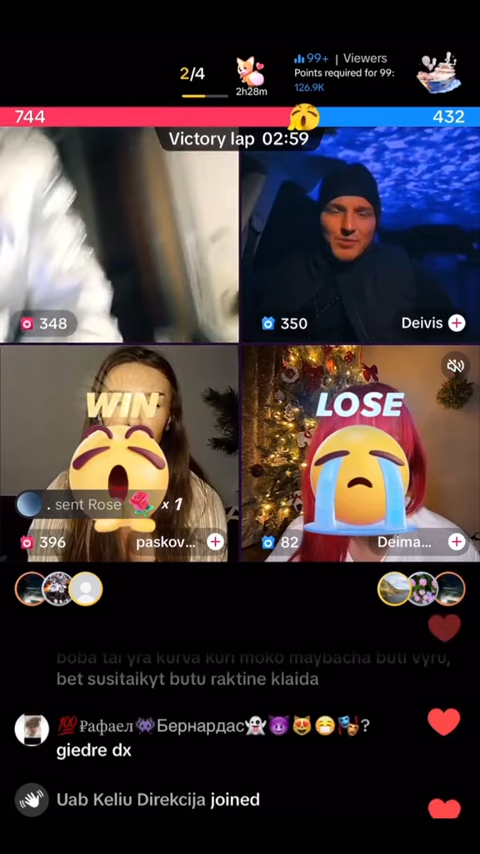 2/4
2h28m
99+ | Viewers
Points required for 99:
126.9K
744
432
Victory lap 02:59
348
350
Deivis
WIN
LOSE
. sent Rose x 1
396
paskov...
82
Deima...
boba tai yra kurva kuri moko maybacha buti vyru,
bet susitaikyt butu raktine klaida
💯Ꮲафаел👾Бернардас👻😈😻😷🎭?
giedre dx
Uab Keliu Direkcija joined